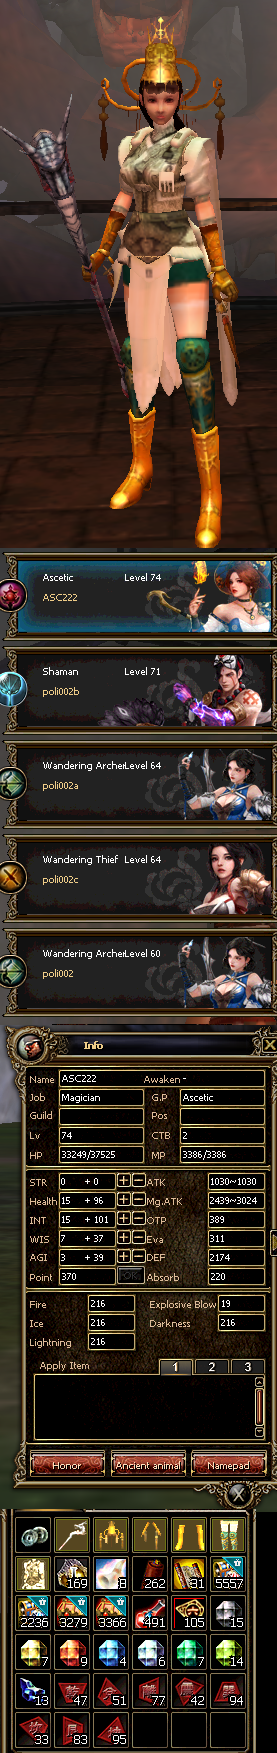 Ascetic Level 74
ASC222
Shaman Level 71
poli002b
Wandering Archer Level 64
poli002a
Wandering Thief Level 64
poli002c
Wandering Archer Level 60
poli002
Info
Name ASC222 Awaken -
Job Magician G.P Ascetic
Guild Pos
Lv 74 CTB 2
HP 33249/37525 MP 3386/3386
STR 0 + 0 ATK 1030~1030
Health 15 + 96 Mg.ATK 2439~3024
INT 15 + 101 OTP 389
WIS 7 + 37 Eva 311
AGI 3 + 39 DEF 2174
Point 370 Absorb 220
Fire 216 Explosive Blow 19
Ice 216 Darkness 216
Lightning 216
Apply Item 1 2 3
Honor Ancient animal Namepad
169 8 262 31 5557
2236 3279 3366 491 105 15
7 9 4 6 7 14
13 47 51 77 42 94
33 83 95